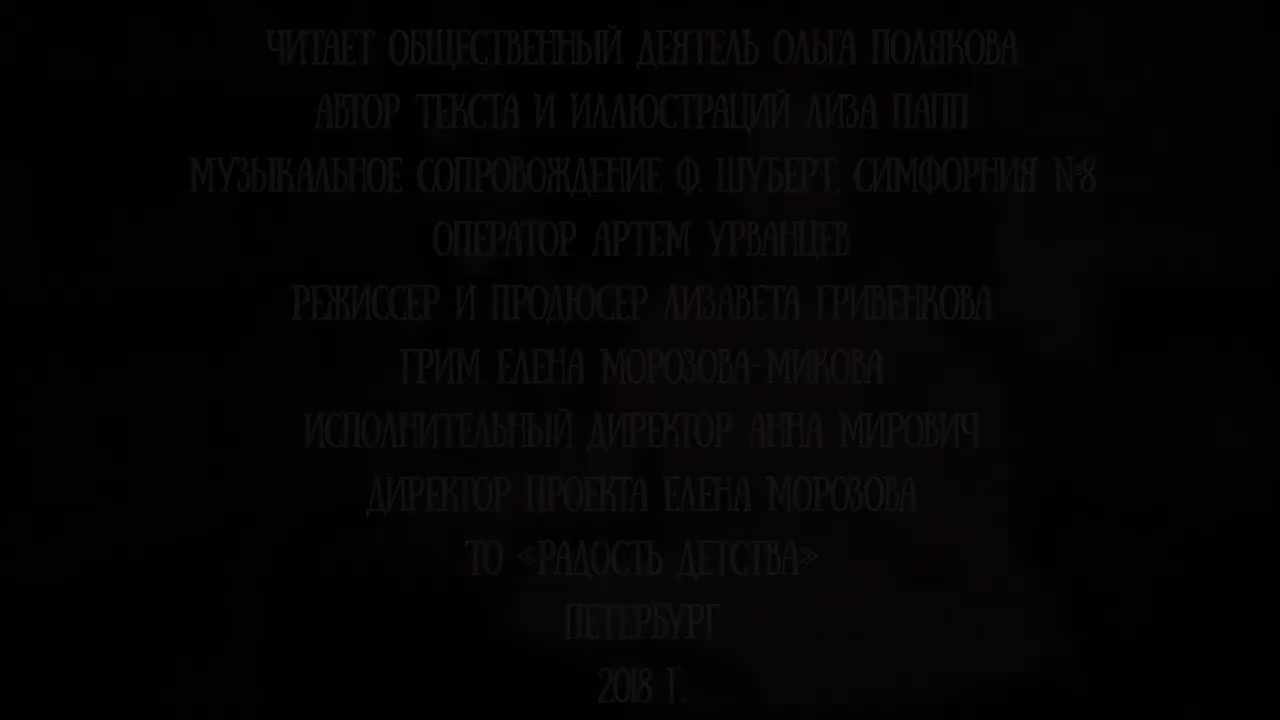 ЧИТАЕТ ОБЩЕСТВЕННЫЙ ДЕЯТЕЛЬ ОЛЬГА ПОЛЯКОВА
АВТОР ТЕКСТА И ИЛЛЮСТРАЦИЙ ЛИЗА ПАПП
МУЗЫКАЛЬНОЕ СОПРОВОЖДЕНИЕ Ф. ШУБЕРТ, СИМФОРНИЯ №8
ОПЕРАТОР АРТЕМ УРВАНЦЕВ
РЕЖИССЕР И ПРОДЮСЕР ЛИЗАВЕТА ГРИВЕНКОВА
ГРИМ ЕЛЕНА МОРОЗОВА-МИКОВА
ИСПОЛНИТЕЛЬНЫЙ ДИРЕКТОР АННА МИРОВИЧ
ДИРЕКТОР ПРОЕКТА ЕЛЕНА МОРОЗОВА
ТО «РАДОСТЬ ДЕТСТВА»
ПЕТЕРБУРГ
2018 Г.